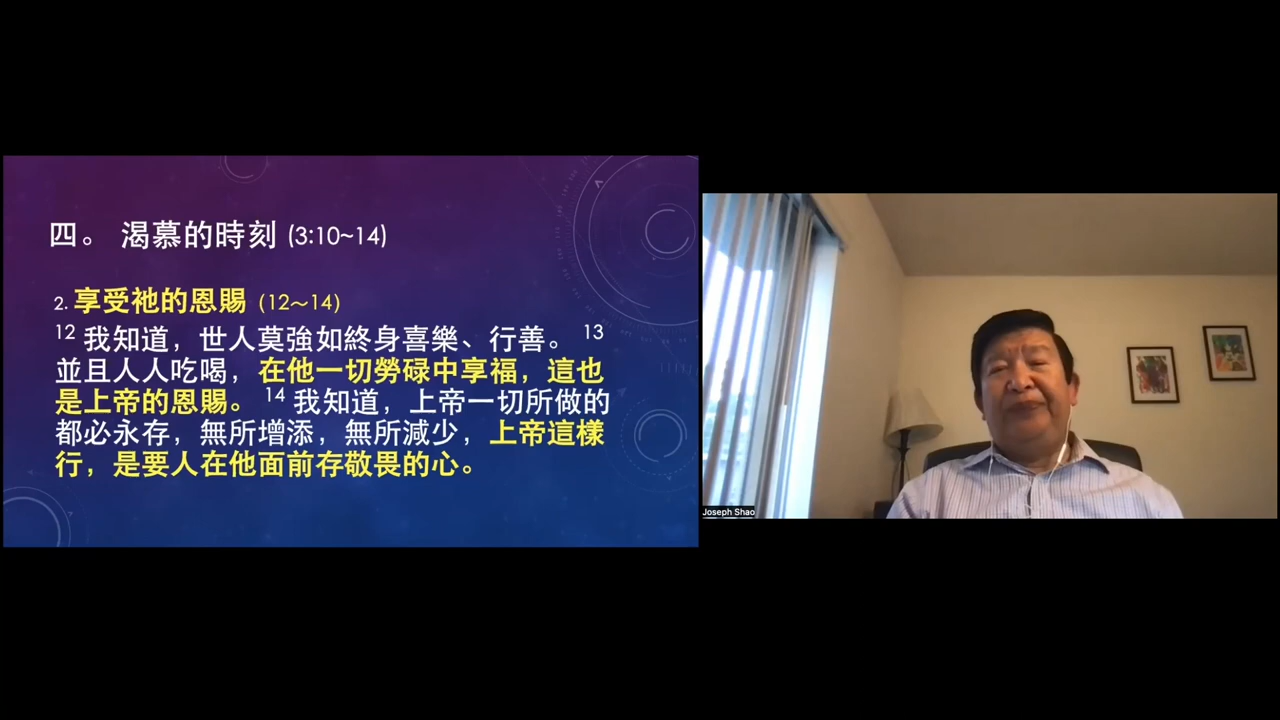 四。 渴慕的時刻 (3:10~14)
2. 享受祂的恩賜 (12～14)
12 我知道，世人莫強如終身喜樂、行善。 13
並且人人吃喝，在他一切勞碌中享福，這也
是上帝的恩賜。 14 我知道，上帝一切所做的
都必永存，無所增添，無所減少，上帝這樣
行，是要人在他面前存敬畏的心。
Joseph Shao